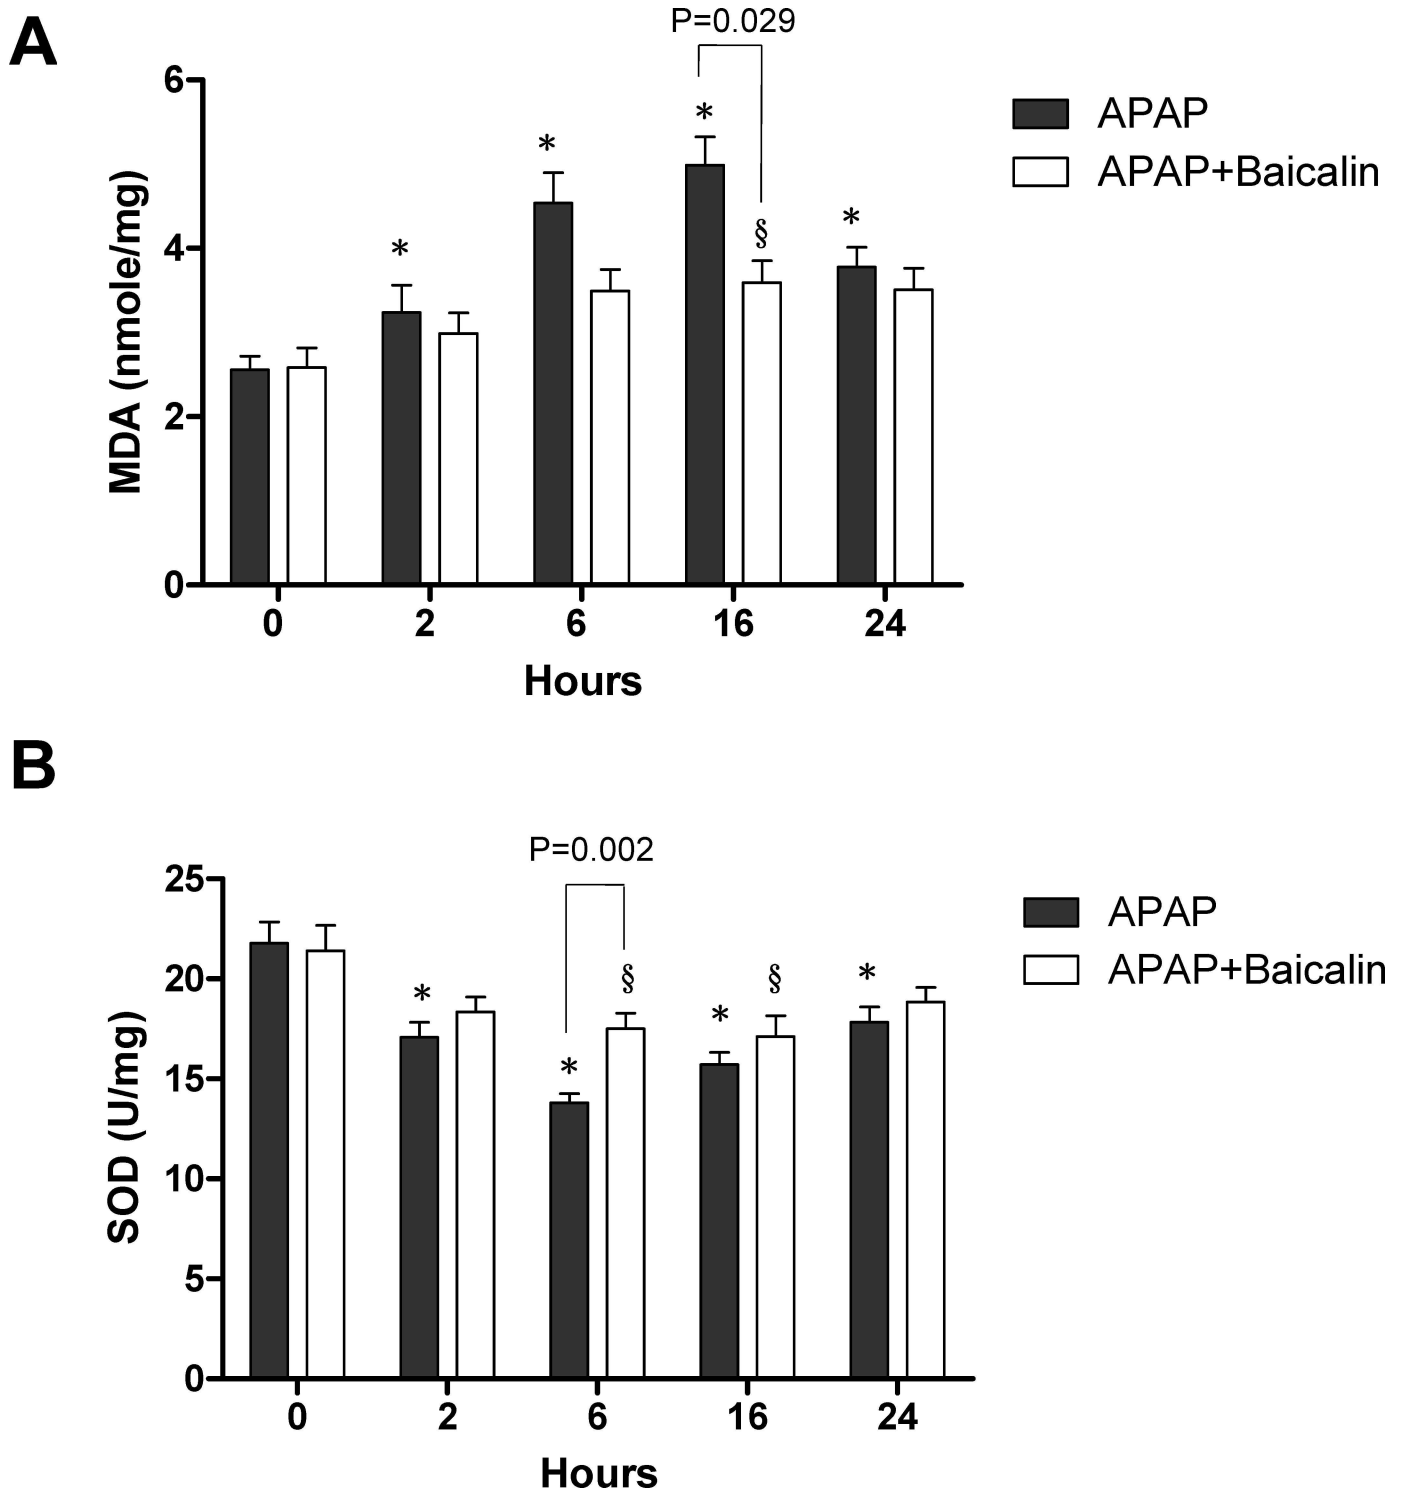 A
P=0.029
6
4
2
0
MDA (nmole/mg)
*
*
*
§
*
APAP
APAP+Baicalin
0 2 6 16 24
Hours
B
P=0.002
25
20
15
10
5
0
SOD (U/mg)
*
*
§
*
§
*
APAP
APAP+Baicalin
0 2 6 16 24
Hours